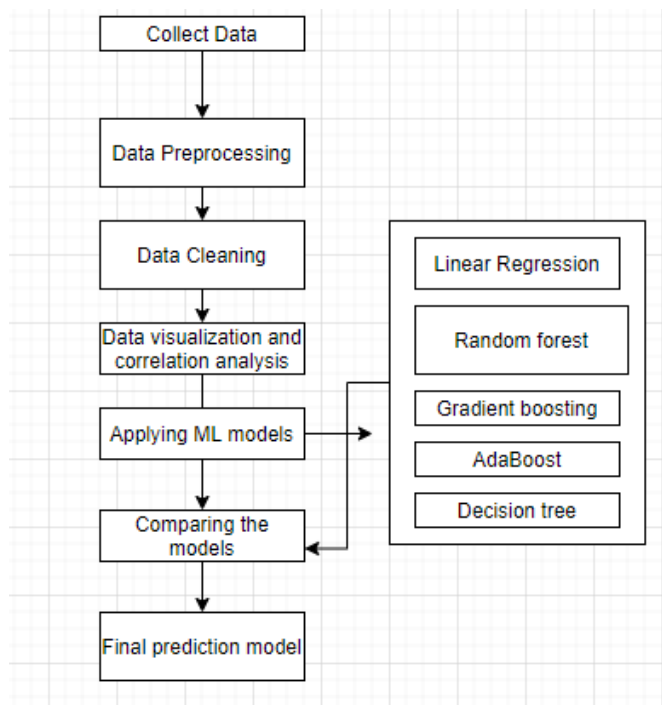 Collect Data
Data Preprocessing
Data Cleaning
Data visualization and
correlation analysis
Applying ML models
Comparing the
models
Final prediction model
Linear Regression
Random forest
Gradient boosting
AdaBoost
Decision tree